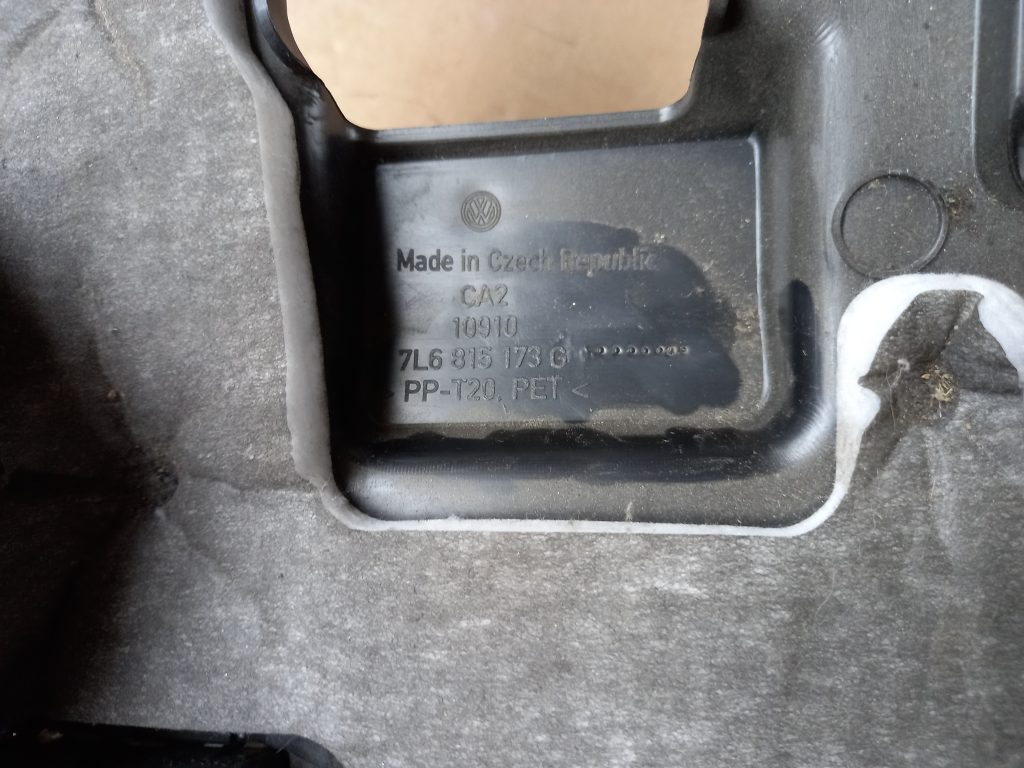 Made in Czech Republic
CA2
10910
7L6 815 173 G
> PP-T20, PET <